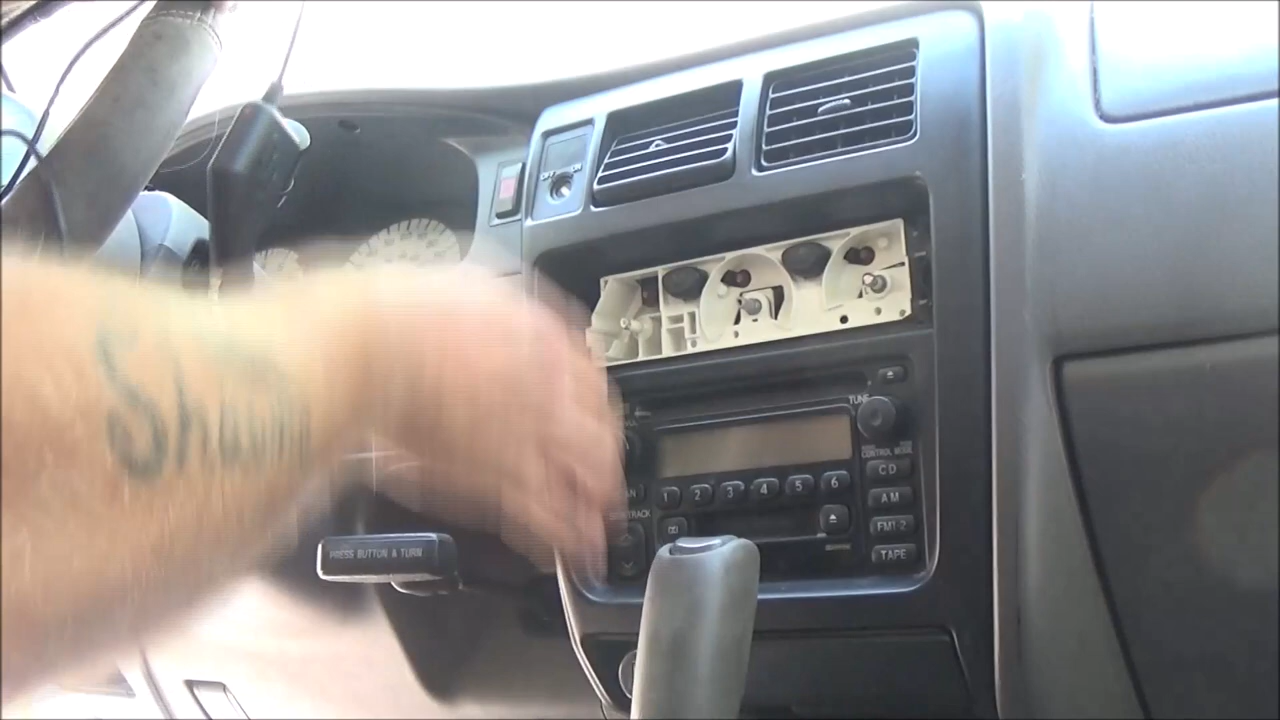 OFF ON
TUNE
CONTROL MODE
CD
1 2 3 4 5 6
AM
TRACK
FM1·2
TAPE
PRESS BUTTON & TURN